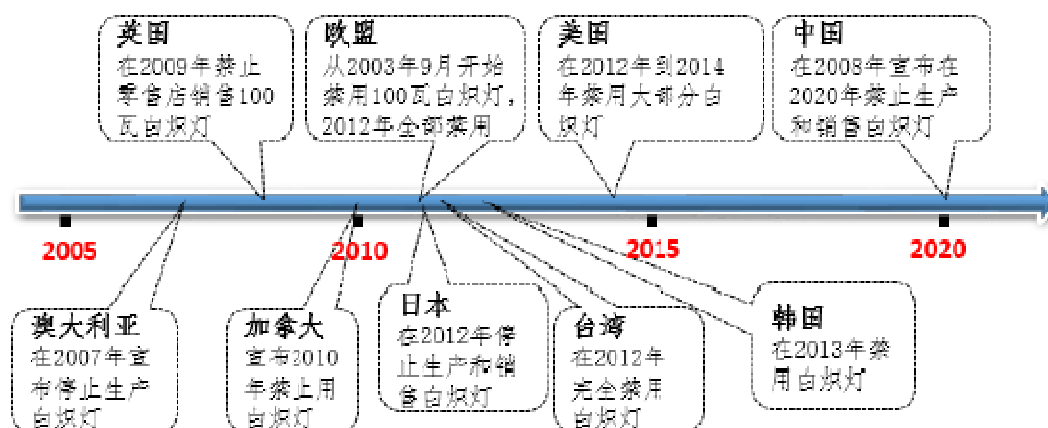 英国
在2009年禁止
零售店销售100
瓦白炽灯
欧盟
从2003年9月开始
禁用100瓦白炽灯，
2012年全部禁用
美国
在2012年到2014
年禁用大部分白
炽灯
中国
在2008年宣布在
2020年禁止生产
和销售白炽灯
2005
2010
2015
2020
澳大利亚
在2007年宣
布停止生产
白炽灯
加拿大
宣布2010
年禁止用
白炽灯
日本
在2012年停
止生产和销
售白炽灯
台湾
在2012年
完全禁用
白炽灯
韩国
在2013年禁
用白炽灯